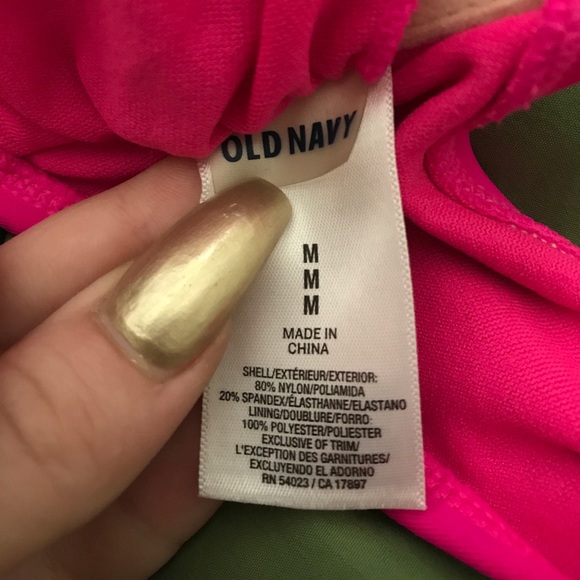 OLD NAVY
M
M
M
MADE IN
CHINA
SHELL/EXTÉRIEUR/EXTERIOR:
80% NYLON/POLIAMIDA
20% SPANDEX/ÉLASTHANNE/ELASTANO
LINING/DOUBLURE/FORRO:
100% POLYESTER/POLIESTER
EXCLUSIVE OF TRIM/
L'EXCEPTION DES GARNITURES/
EXCLUYENDO EL ADORNO
RN 54023 / CA 17897